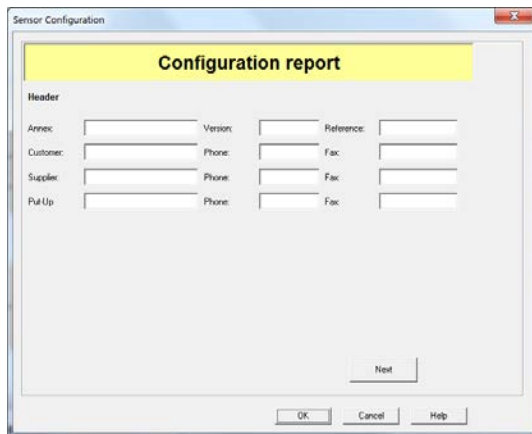 Sensor Configuration
Configuration report
Header
Annex: Version: Reference:
Customer: Phone: Fax:
Supplier: Phone: Fax:
Put-Up Phone: Fax:
Next
OK Cancel Help